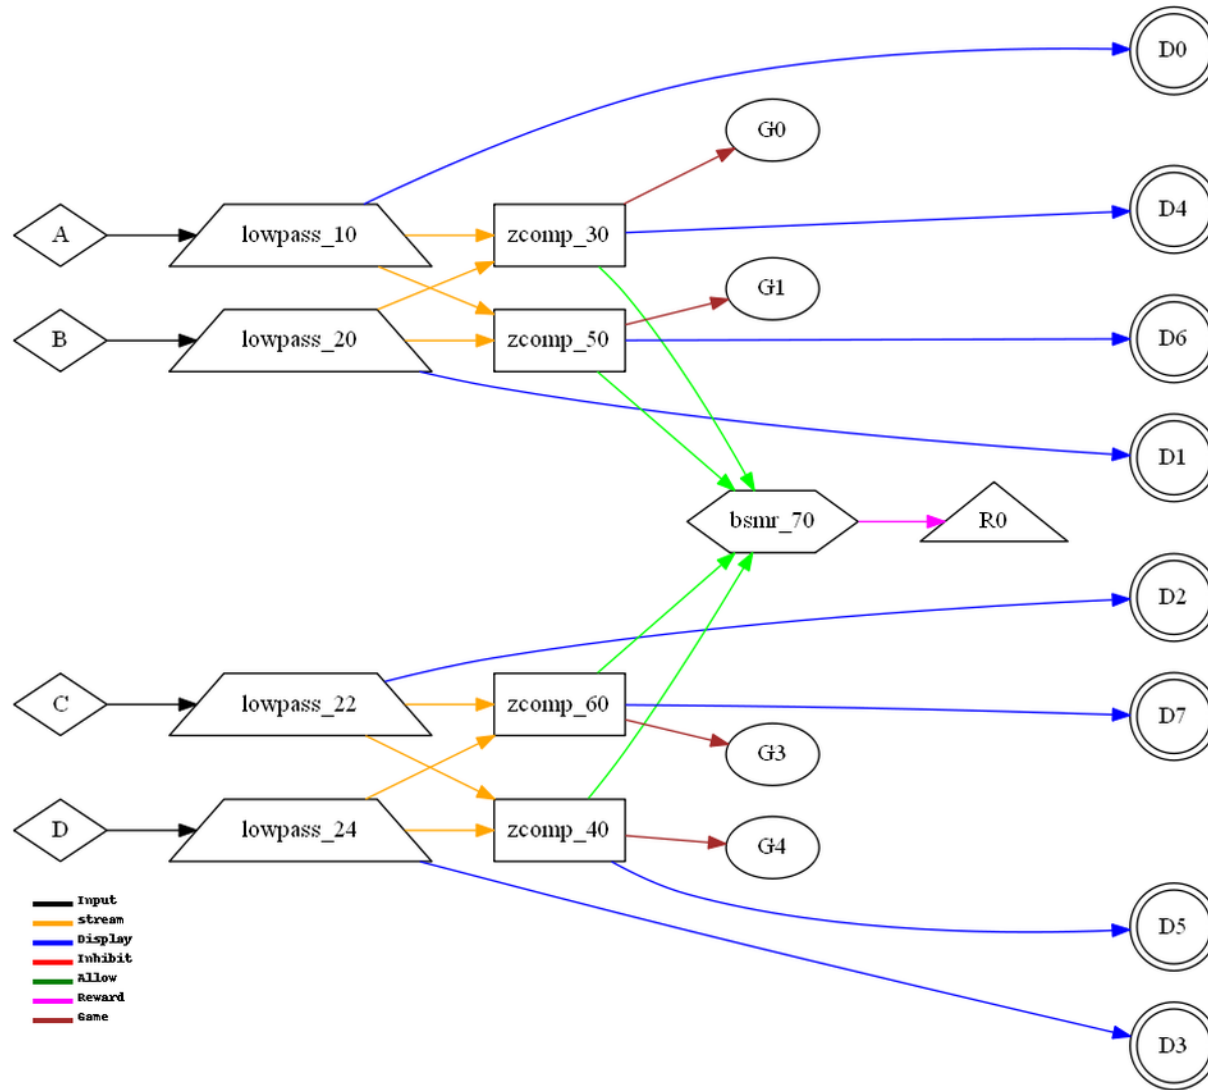 D0
G0
A
lowpass_10
zcomp_30
D4
G1
B
lowpass_20
zcomp_50
D6
D1
bsmr_70
R0
D2
C
lowpass_22
zcomp_60
D7
G3
D
lowpass_24
zcomp_40
G4
Input
stream
Display
Inhibit
Allow
Reward
Game
D5
D3